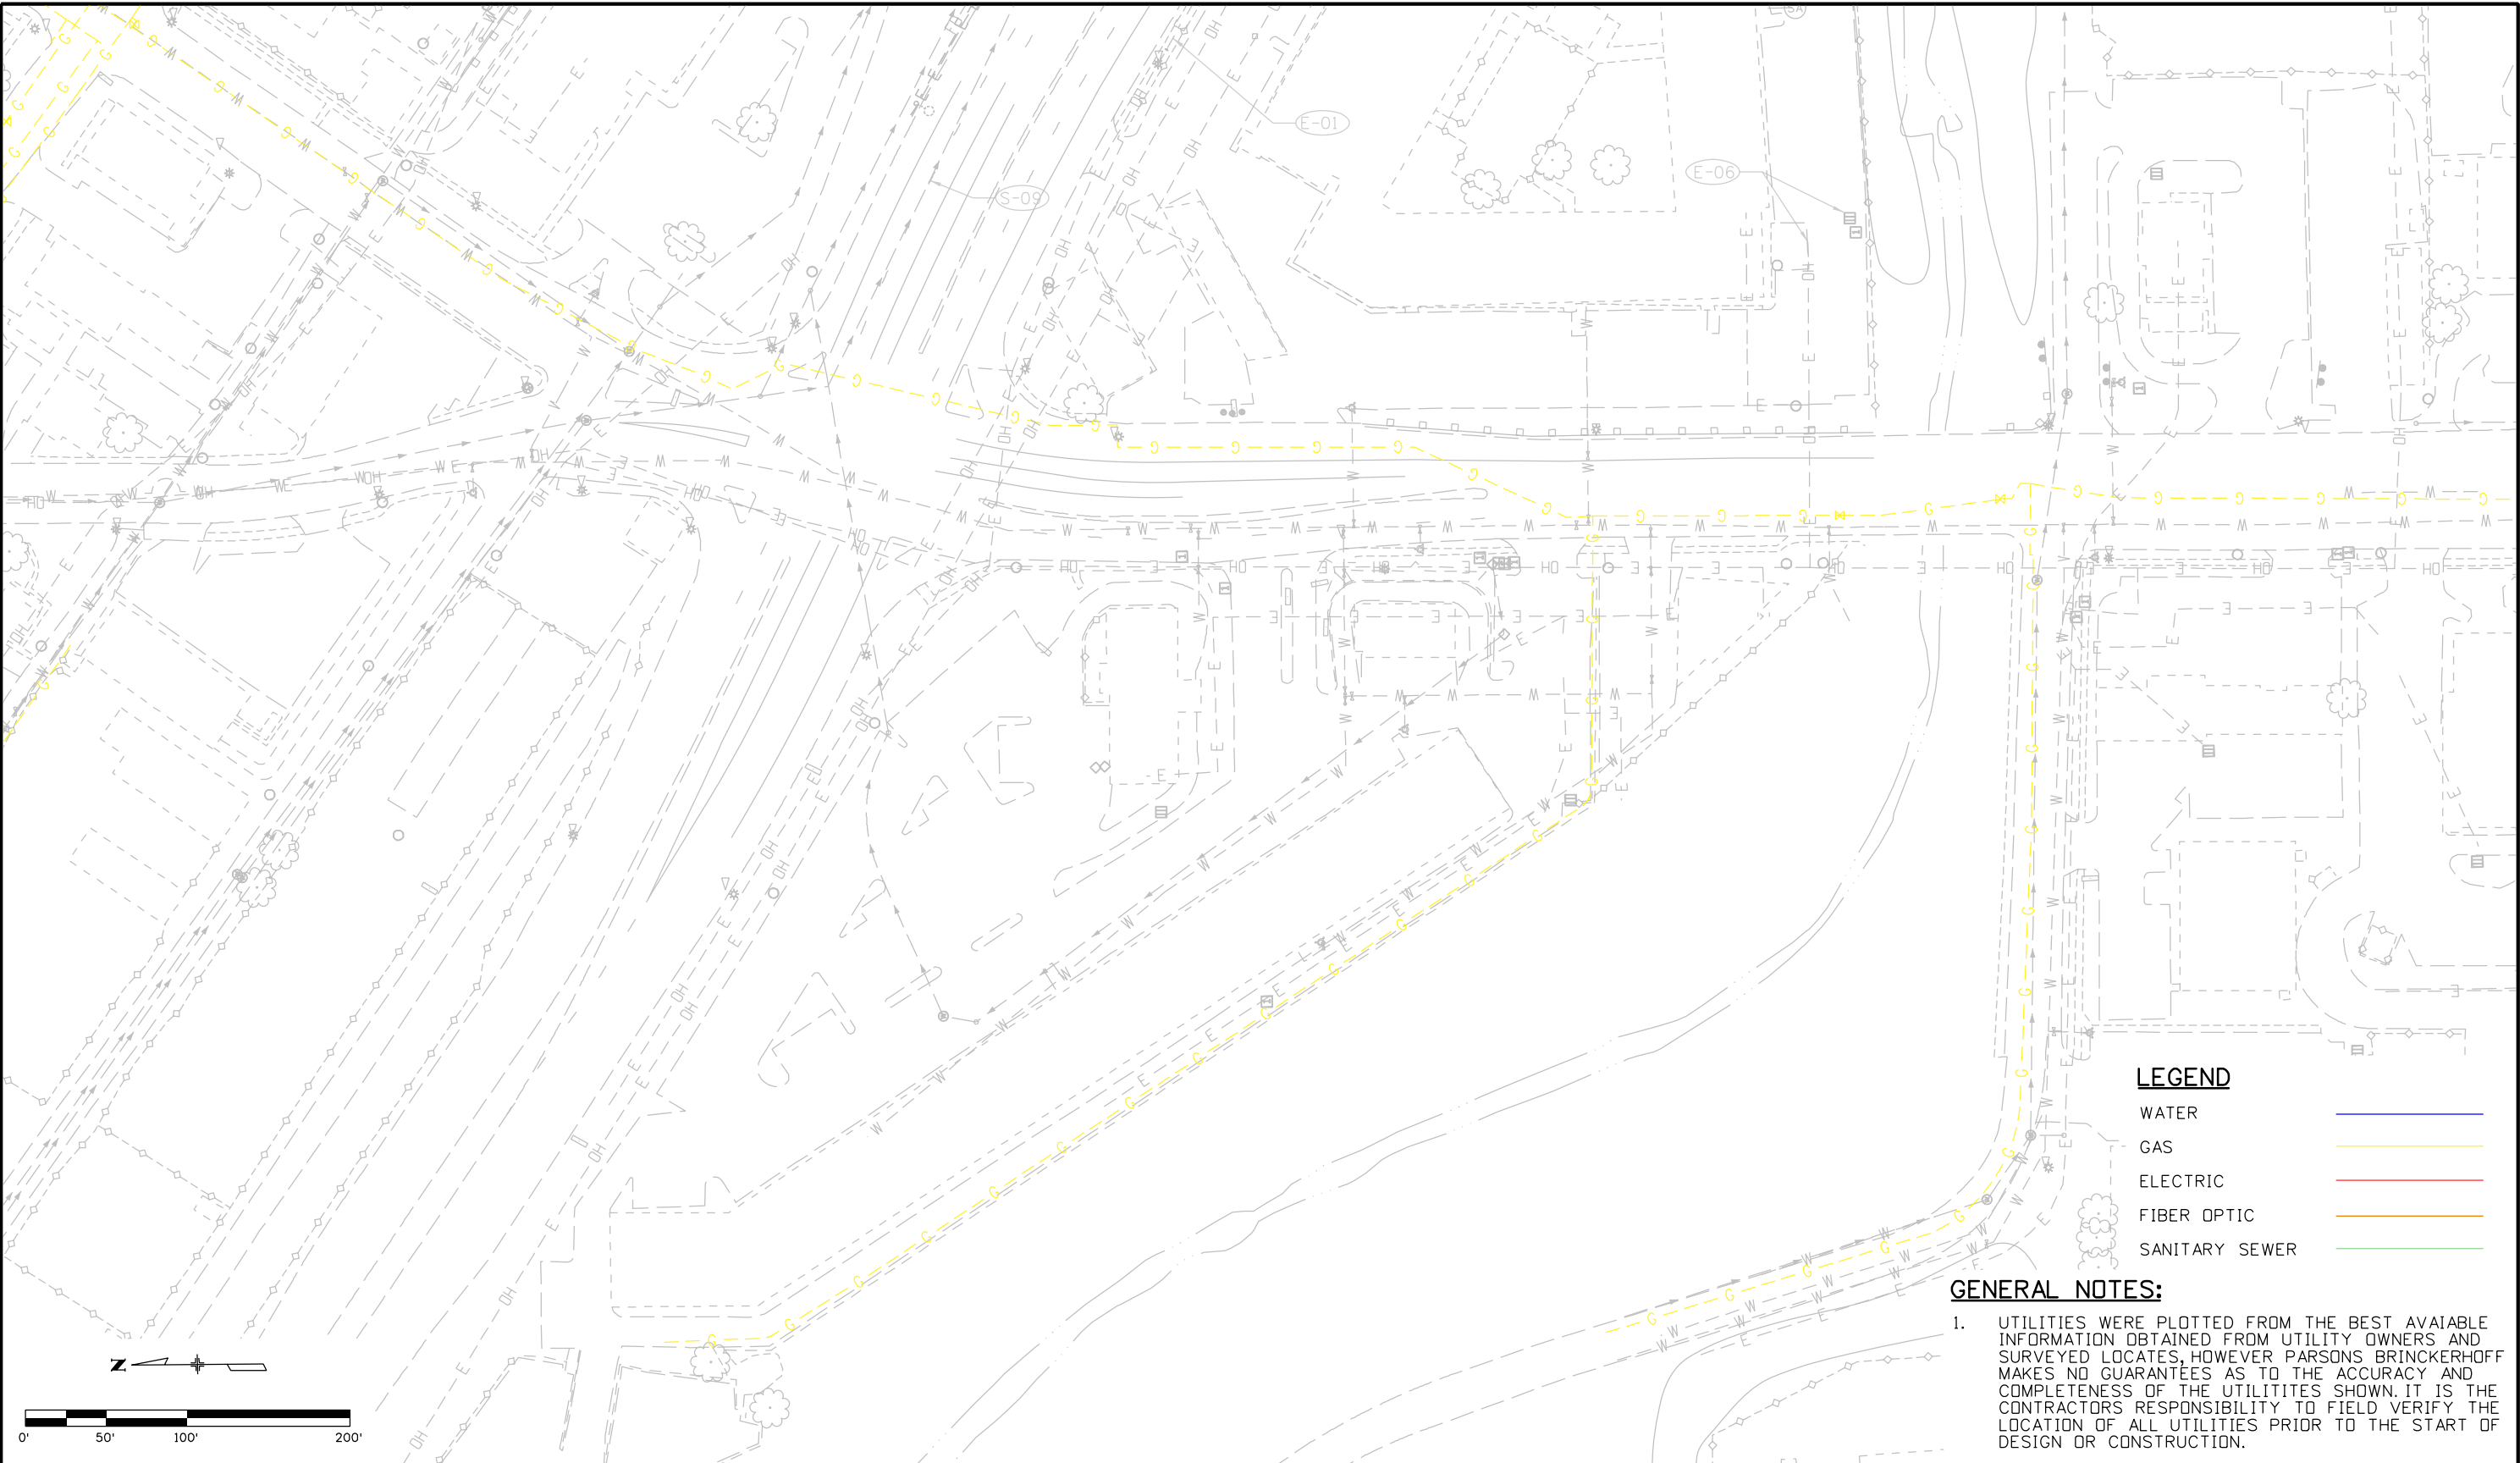 SA
E-01
E-06
S-09
LEGEND
WATER
GAS
ELECTRIC
FIBER OPTIC
SANITARY SEWER
GENERAL NOTES:
1. UTILITIES WERE PLOTTED FROM THE BEST AVAIABLE
INFORMATION OBTAINED FROM UTILITY OWNERS AND
SURVEYED LOCATES, HOWEVER PARSONS BRINCKERHOFF
MAKES NO GUARANTEES AS TO THE ACCURACY AND
COMPLETENESS OF THE UTILITITES SHOWN. IT IS THE
CONTRACTORS RESPONSIBILITY TO FIELD VERIFY THE
LOCATION OF ALL UTILITIES PRIOR TO THE START OF
DESIGN OR CONSTRUCTION.
N
0' 50' 100' 200'